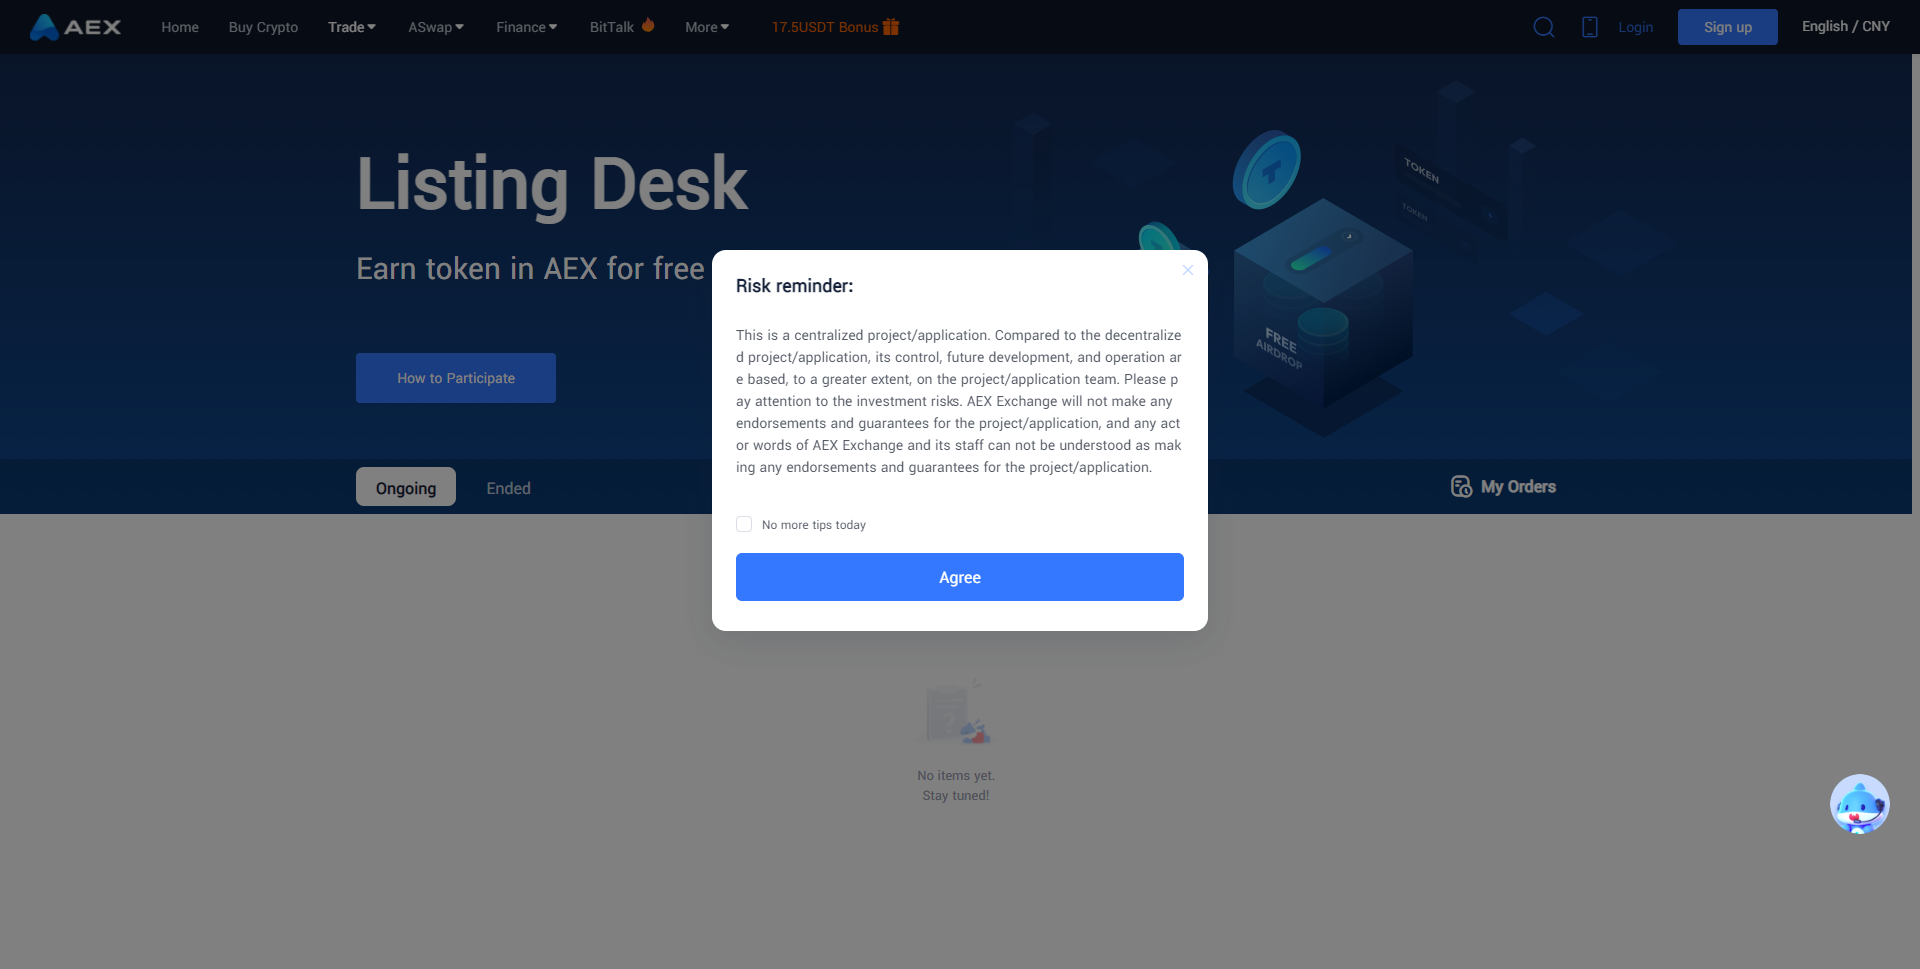 AEX
Home
Buy Crypto
Trade
ASwap
Finance
BitTalk
More
17.5USDT Bonus
Login
Sign up
English / CNY
Listing Desk
Earn token in AEX for free
How to Participate
TOKEN
TOKEN
FREE
AIRDROP
Ongoing
Ended
My Orders
Risk reminder:
This is a centralized project/application. Compared to the decentralize
d project/application, its control, future development, and operation ar
e based, to a greater extent, on the project/application team. Please p
ay attention to the investment risks. AEX Exchange will not make any
endorsements and guarantees for the project/application, and any act
or words of AEX Exchange and its staff can not be understood as mak
ing any endorsements and guarantees for the project/application.
No more tips today
Agree
No items yet.
Stay tuned!